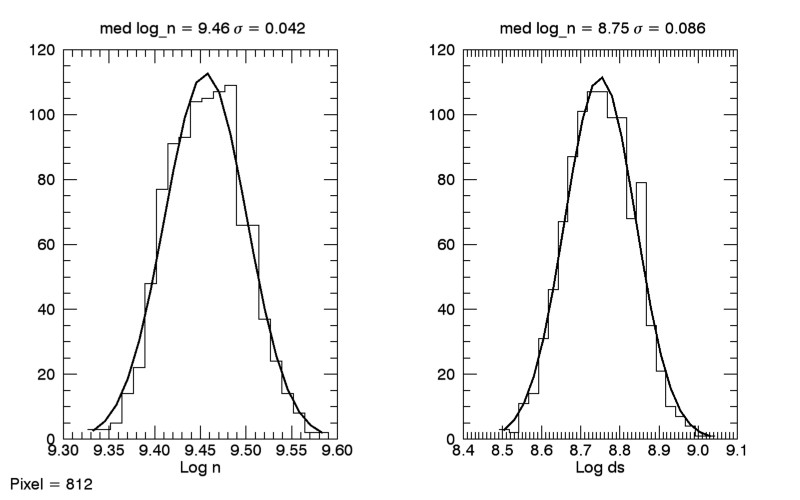 med log_n = 9.46 σ = 0.042
120
100
80
60
40
20
0
9.30 9.35 9.40 9.45 9.50 9.55 9.60
Log n
med log_n = 8.75 σ = 0.086
120
100
80
60
40
20
0
8.4 8.5 8.6 8.7 8.8 8.9 9.0 9.1
Log ds
Pixel = 812